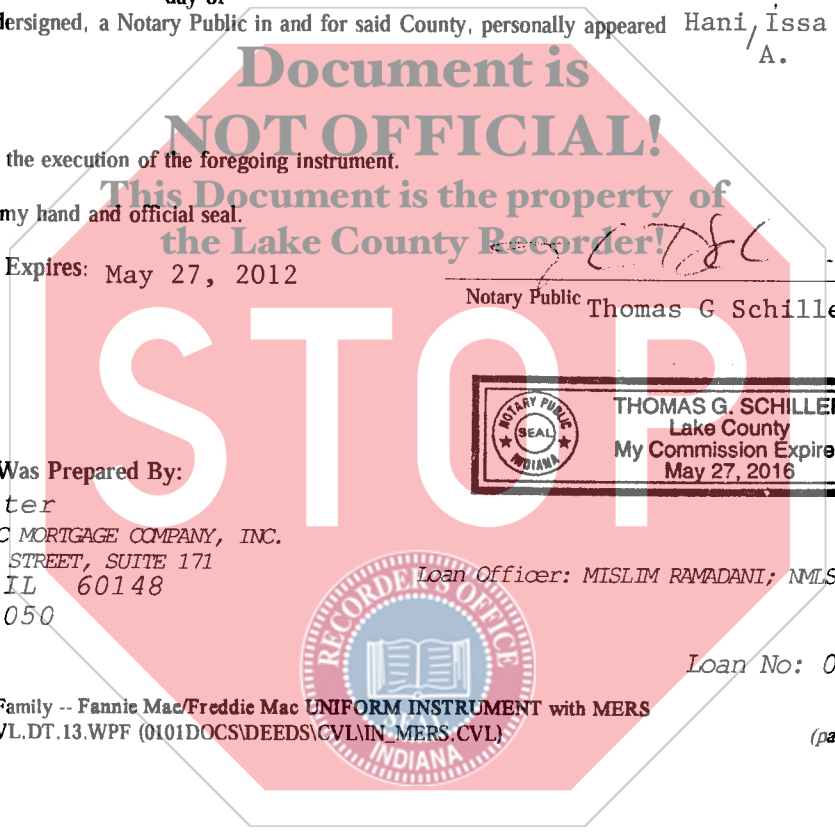 day of
dersigned, a Notary Public in and for said County, personally appeared Hani / Issa
A.
Document is
NOT OFFICIAL!
the execution of the foregoing instrument.
This Document is the property of
my hand and official seal.
the Lake County Recorder!
Expires: May 27, 2012
Notary Public Thomas G Schille
STOP
NOTARY PUBLIC
SEAL
INDIANA
THOMAS G. SCHILLER
Lake County
My Commission Expire
May 27, 2016
Was Prepared By:
ter
C MORTGAGE COMPANY, INC.
STREET, SUITE 171
IL 60148
050
Loan Officer: MISLIM RAMADANI; NMLS
RECORDER'S OFFICE
SEAL
INDIANA
Loan No: 0
Family -- Fannie Mae/Freddie Mac UNIFORM INSTRUMENT with MERS
VL.DT.13.WPF (0101DOCS\DEEDS\CVL\IN_MERS.CVL)
(pa